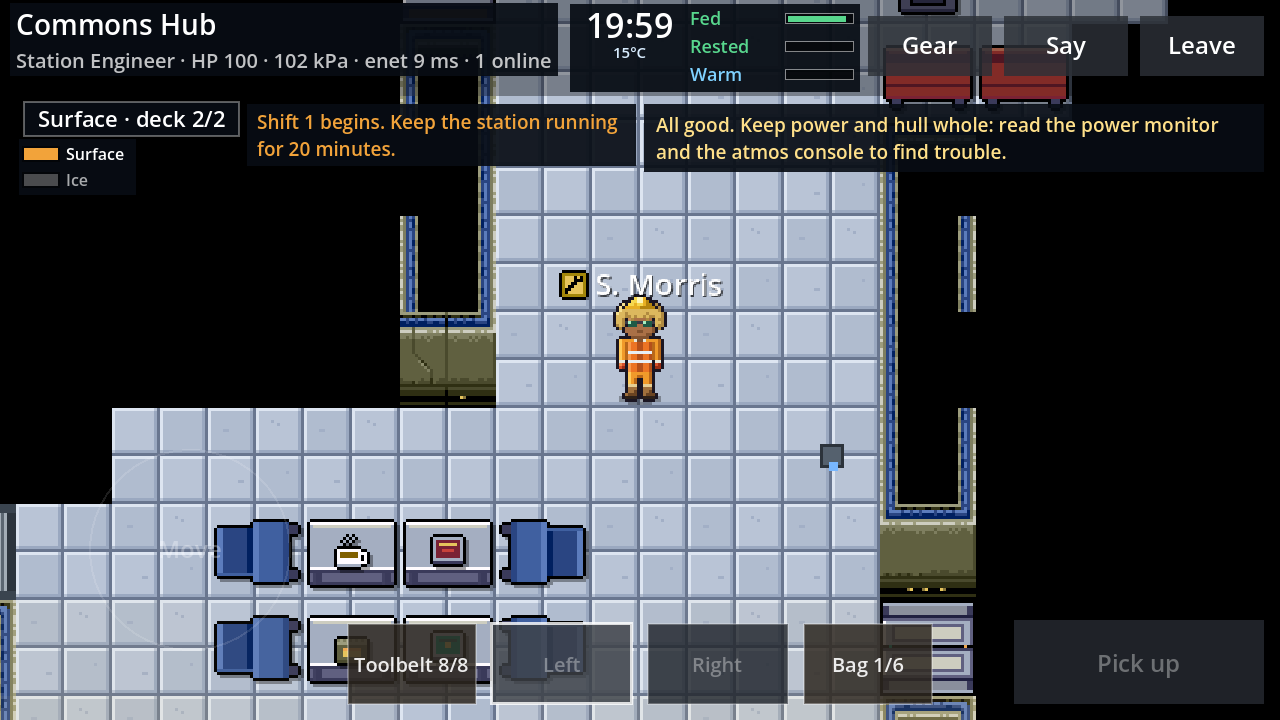 Commons Hub
Station Engineer · HP 100 · 102 kPa · enet 9 ms · 1 online
19:59
15°C
Fed
Rested
Warm
Gear
Say
Leave
Surface · deck 2/2
Surface
Ice
Shift 1 begins. Keep the station running
for 20 minutes.
All good. Keep power and hull whole: read the power monitor
and the atmos console to find trouble.
S. Morris
Move
Toolbelt 8/8
Left
Right
Bag 1/6
Pick up